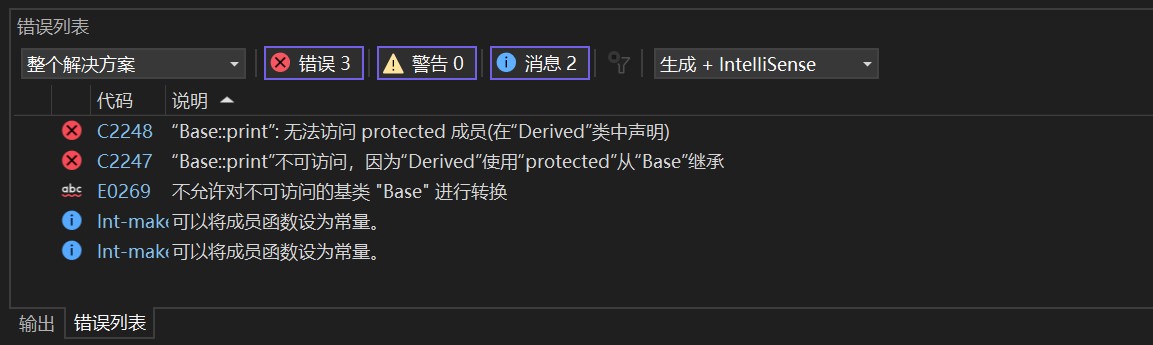 错误列表
整个解决方案 错误 3 警告 0 消息 2 生成 + IntelliSense
代码 说明
C2248 “Base::print”: 无法访问 protected 成员(在“Derived”类中声明)
C2247 “Base::print”不可访问，因为“Derived”使用“protected”从“Base”继承
abc E0269 不允许对不可访问的基类 "Base" 进行转换
lnt-make 可以将成员函数设为常量。
lnt-make 可以将成员函数设为常量。
输出 错误列表